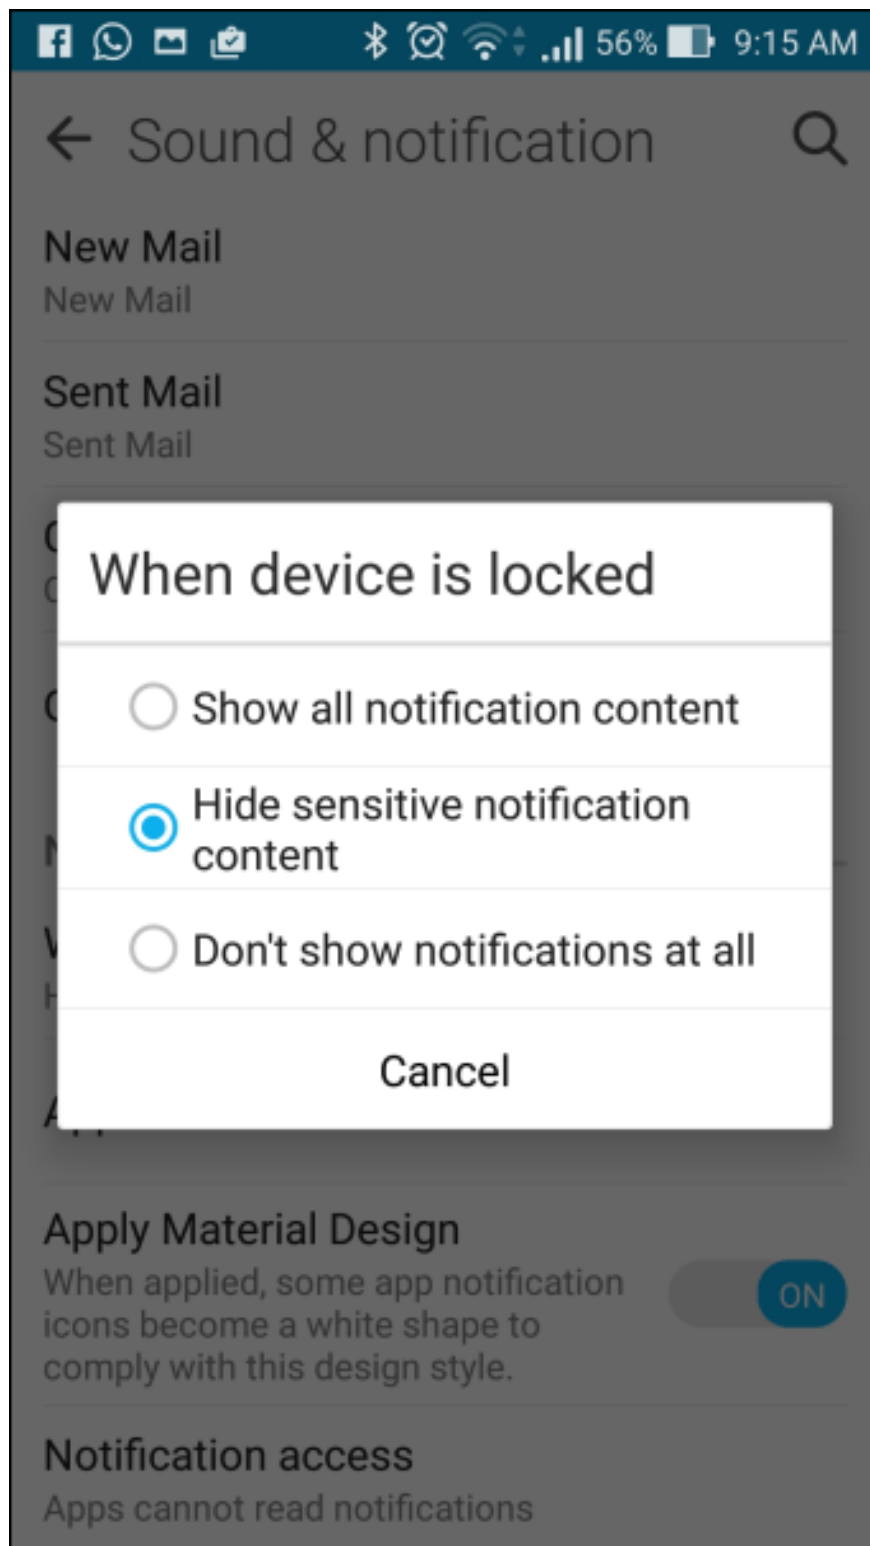 56% 9:15 AM
Sound & notification
New Mail
New Mail
Sent Mail
Sent Mail
When device is locked
Show all notification content
Hide sensitive notification
content
Don't show notifications at all
Cancel
Apply Material Design
When applied, some app notification
icons become a white shape to
comply with this design style.
ON
Notification access
Apps cannot read notifications